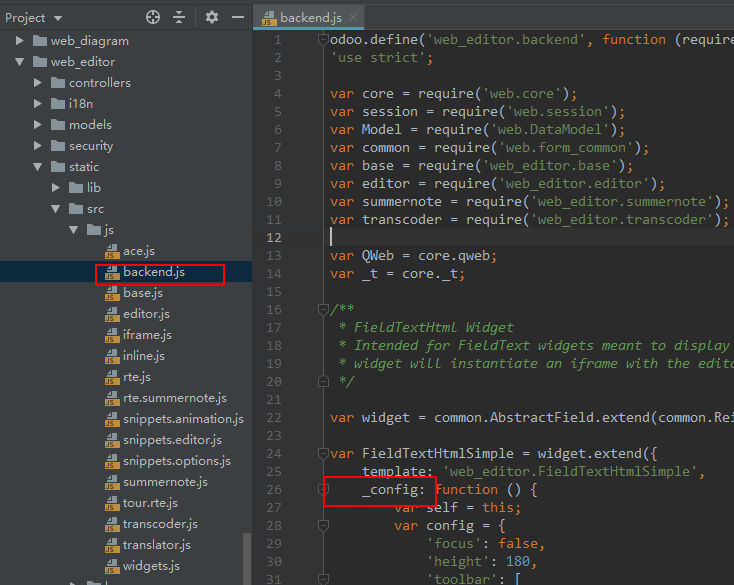 Project
web_diagram
web_editor
controllers
i18n
models
security
static
lib
src
js
ace.js
backend.js
base.js
editor.js
iframe.js
inline.js
rte.js
rte.summernote.js
snippets.animation.js
snippets.editor.js
snippets.options.js
summernote.js
tour.rte.js
transcoder.js
translator.js
widgets.js
backend.js
1 odoo.define('web_editor.backend', function (require
2 'use strict';
3
4 var core = require('web.core');
5 var session = require('web.session');
6 var Model = require('web.DataModel');
7 var common = require('web.form_common');
8 var base = require('web_editor.base');
9 var editor = require('web_editor.editor');
10 var summernote = require('web_editor.summernote');
11 var transcoder = require('web_editor.transcoder');
12
13 var QWeb = core.qweb;
14 var _t = core._t;
15
16 /**
17 * FieldTextHtml Widget
18 * Intended for FieldText widgets meant to display
19 * widget will instantiate an iframe with the edito
20 */
21
22 var widget = common.AbstractField.extend(common.Rei
23
24 var FieldTextHtmlSimple = widget.extend({
25 template: 'web_editor.FieldTextHtmlSimple',
26 _config: function () {
27 var self = this;
28 var config = {
29 'focus': false,
30 'height': 180,
31 'toolbar': [